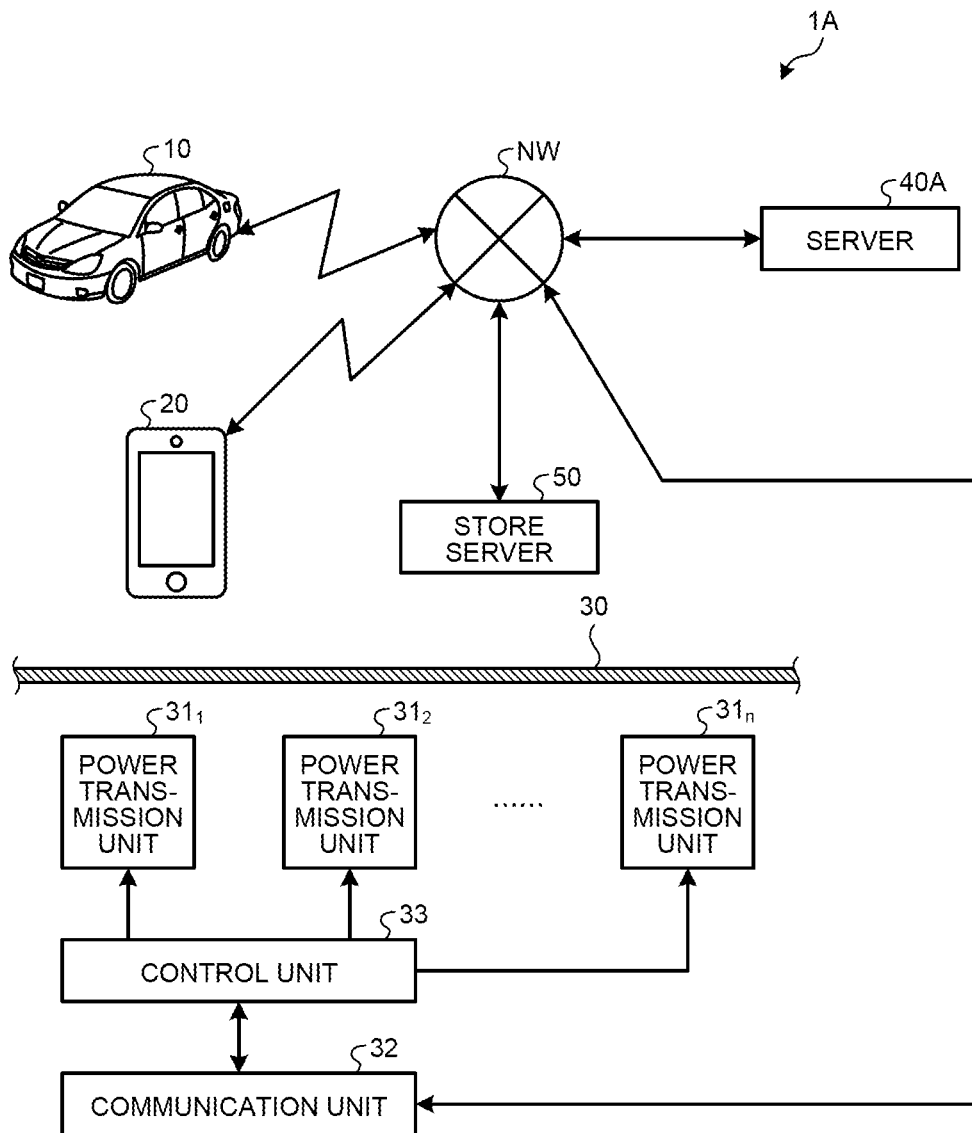 1A
10
NW
40A
SERVER
20
50
STORE
SERVER
30
31₁
31₂
31ₙ
POWER
TRANS-
MISSION
UNIT
POWER
TRANS-
MISSION
UNIT
......
POWER
TRANS-
MISSION
UNIT
33
CONTROL UNIT
32
COMMUNICATION UNIT